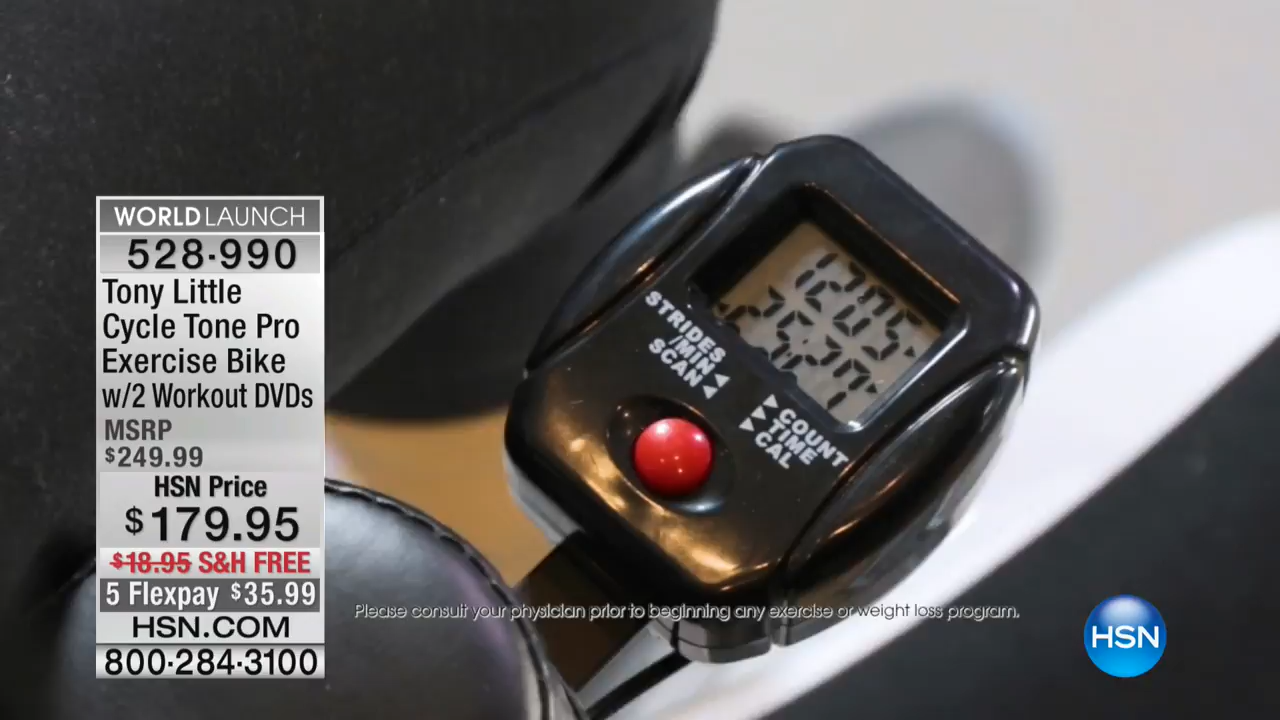 WORLD LAUNCH
528-990
Tony Little
Cycle Tone Pro
Exercise Bike
w/2 Workout DVDs
MSRP
$249.99
HSN Price
$179.95
$18.95 S&H FREE
5 Flexpay $35.99
HSN.COM
800-284-3100
STRIDES
/MIN
SCAN
COUNT
TIME
CAL
1205
Please consult your physician prior to beginning any exercise or weight loss program.
HSN